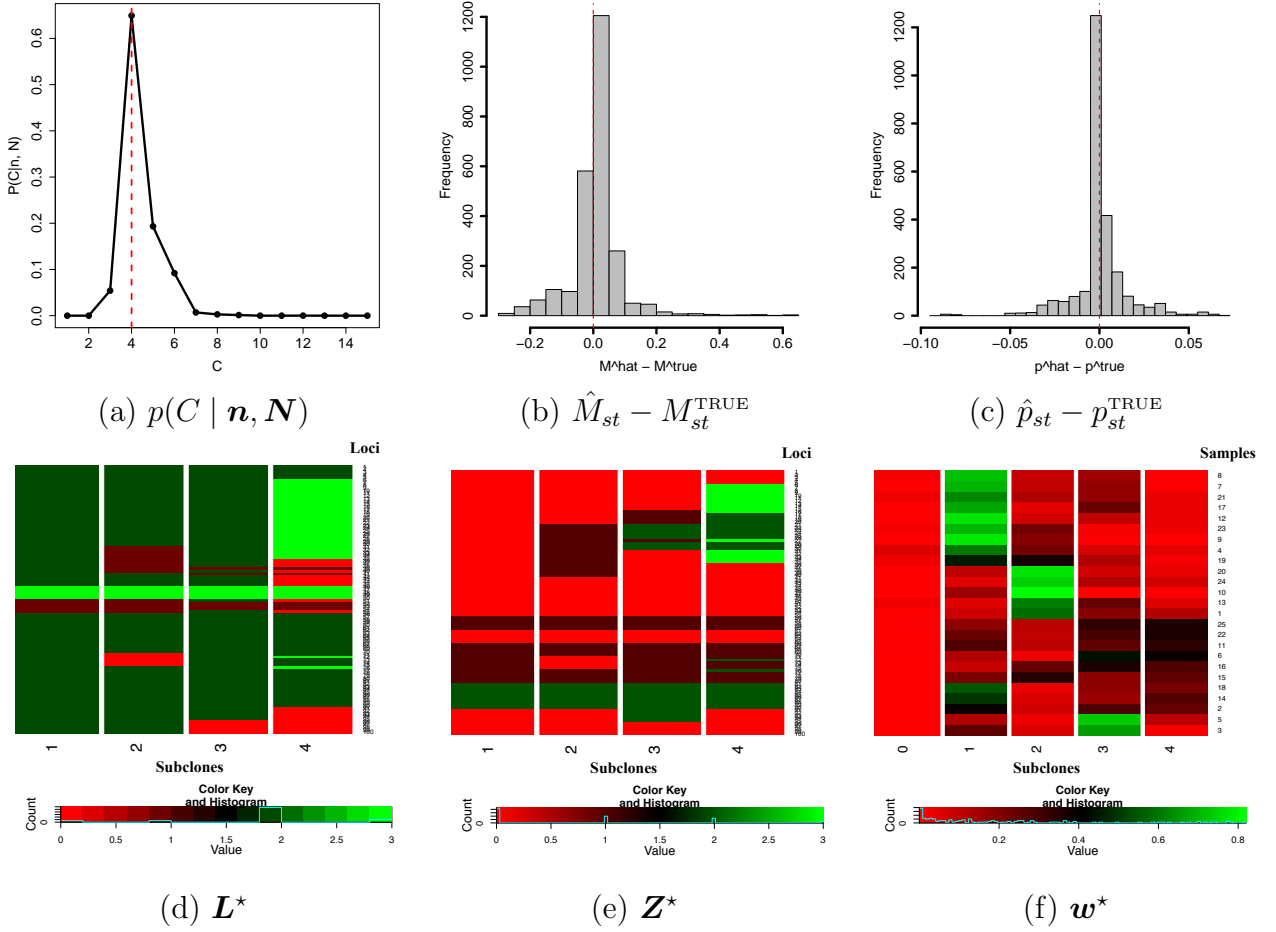 0.0 0.1 0.2 0.3 0.4 0.5 0.6
P(C|n, N)
2 4 6 8 10 12 14
C
(a) p(C | n, N)
0 200 400 600 800 1000 1200
Frequency
−0.2 0.0 0.2 0.4 0.6
M^hat − M^true
(b) M̂st − Mst^TRUE
0 200 400 600 800 1000 1200
Frequency
−0.10 −0.05 0.00 0.05
p^hat − p^true
(c) p̂st − pst^TRUE
Loci
1 2 3 4
Subclones
Color Key
and Histogram
Count
0
0 0.5 1 1.5 2 2.5 3
Value
(d) L⋆
Loci
1 2 3 4
Subclones
Color Key
and Histogram
Count
0
0 0.5 1 1.5 2 2.5 3
Value
(e) Z⋆
Samples
8
7
21
17
12
23
9
4
19
20
24
10
13
1
25
22
11
6
16
15
18
14
2
5
3
0 1 2 3 4
Subclones
Color Key
and Histogram
Count
0
0 0.2 0.4 0.6 0.8
Value
(f) w⋆